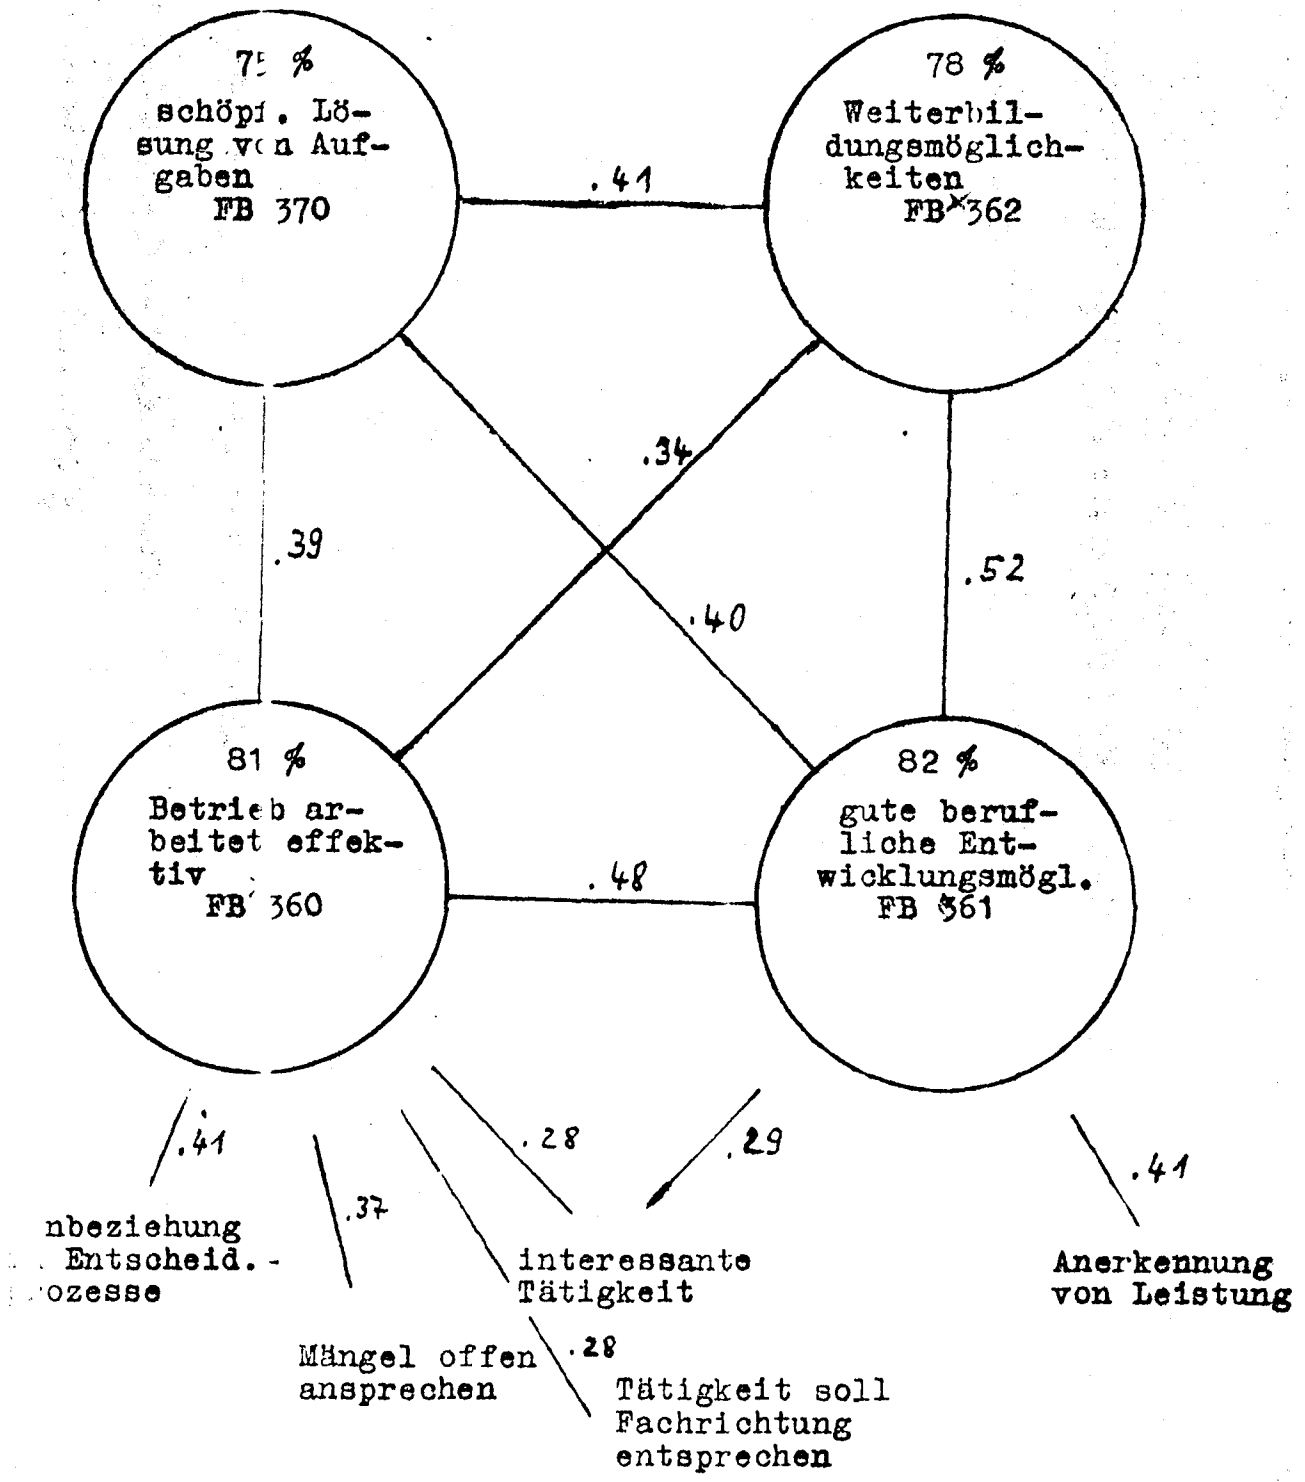 75 %
schöpf. Lö-
sung von Auf-
gaben
FB 370
78 %
Weiterbil-
dungsmöglich-
keiten
FB 362
.41
.34
.39
.52
.40
81 %
Betrieb ar-
beitet effek-
tiv
FB 360
82 %
gute beruf-
liche Ent-
wicklungsmögl.
FB 361
.48
.41
.37
.28
.29
.41
nbeziehung
Entscheid.-
ozesse
interessante
Tätigkeit
Anerkennung
von Leistung
Mängel offen
ansprechen
.28
Tätigkeit soll
Fachrichtung
entsprechen